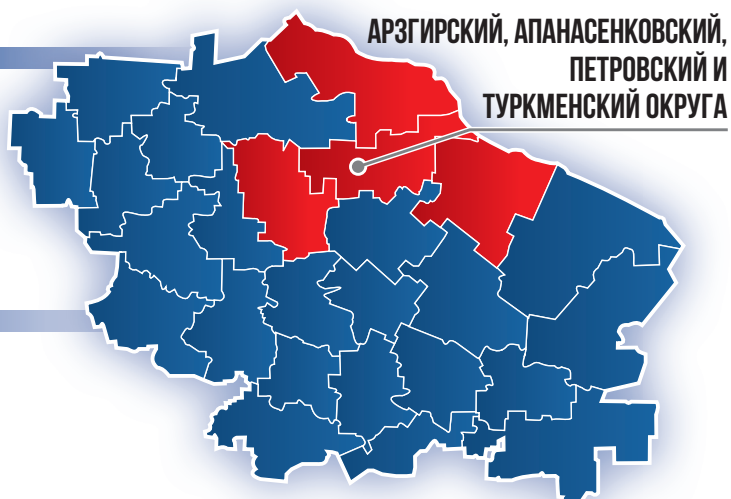 АРЗГИРСКИЙ, АПАНАСЕНКОВСКИЙ,
ПЕТРОВСКИЙ И
ТУРКМЕНСКИЙ ОКРУГА